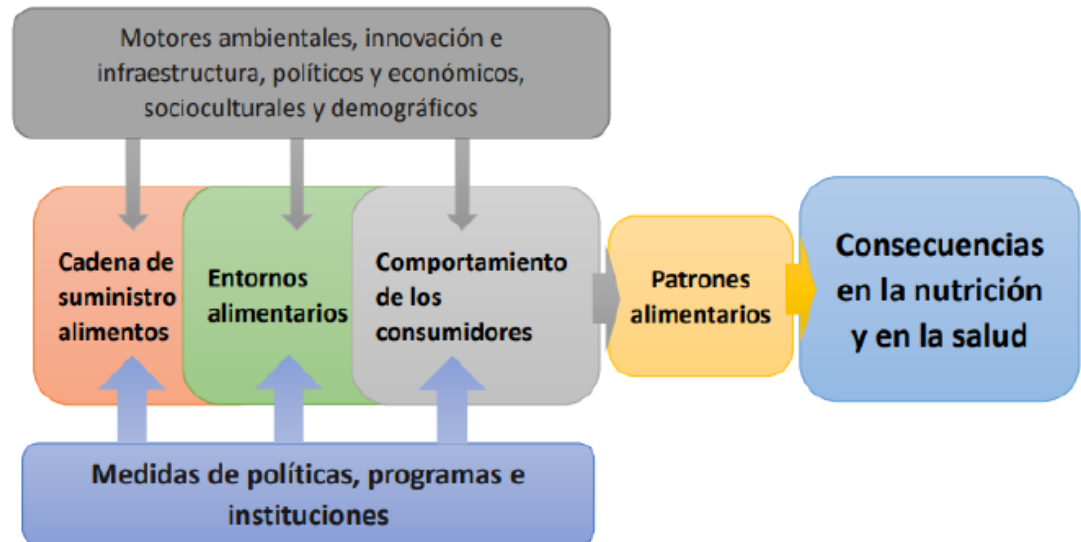 Motores ambientales, innovación e
infraestructura, políticos y económicos,
socioculturales y demográficos
Cadena de
suministro
alimentos
Entornos
alimentarios
Comportamiento
de los
consumidores
Patrones
alimentarios
Consecuencias
en la nutrición
y en la salud
Medidas de políticas, programas e
instituciones